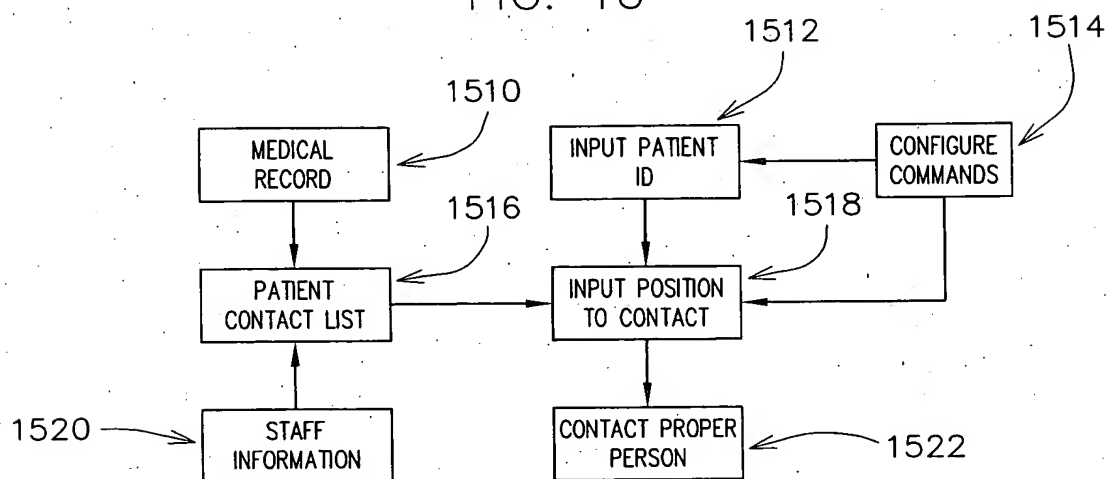 1512
1514
1510
MEDICAL
RECORD
INPUT PATIENT
ID
CONFIGURE
COMMANDS
1516
1518
PATIENT
CONTACT LIST
INPUT POSITION
TO CONTACT
1520
STAFF
INFORMATION
CONTACT PROPER
PERSON
1522